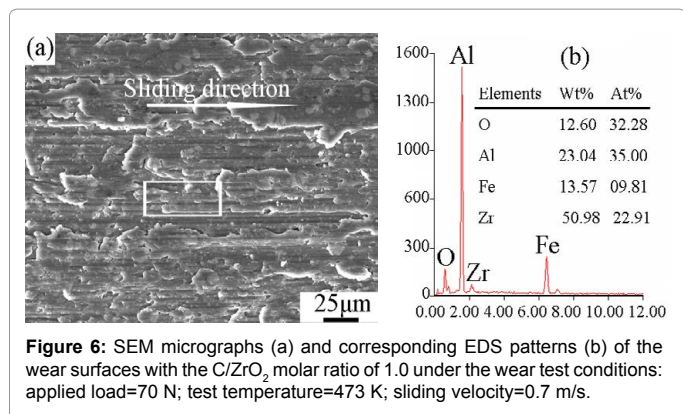 (a)
Sliding direction
25μm
(b)
1600
1300
1000
600
300
0
0.00 2.00 4.00 6.00 8.00 10.00 12.00
Al
O
Zr
Fe
Elements Wt% At%
O 12.60 32.28
Al 23.04 35.00
Fe 13.57 09.81
Zr 50.98 22.91
Figure 6: SEM micrographs (a) and corresponding EDS patterns (b) of the
wear surfaces with the C/ZrO₂ molar ratio of 1.0 under the wear test conditions:
applied load=70 N; test temperature=473 K; sliding velocity=0.7 m/s.